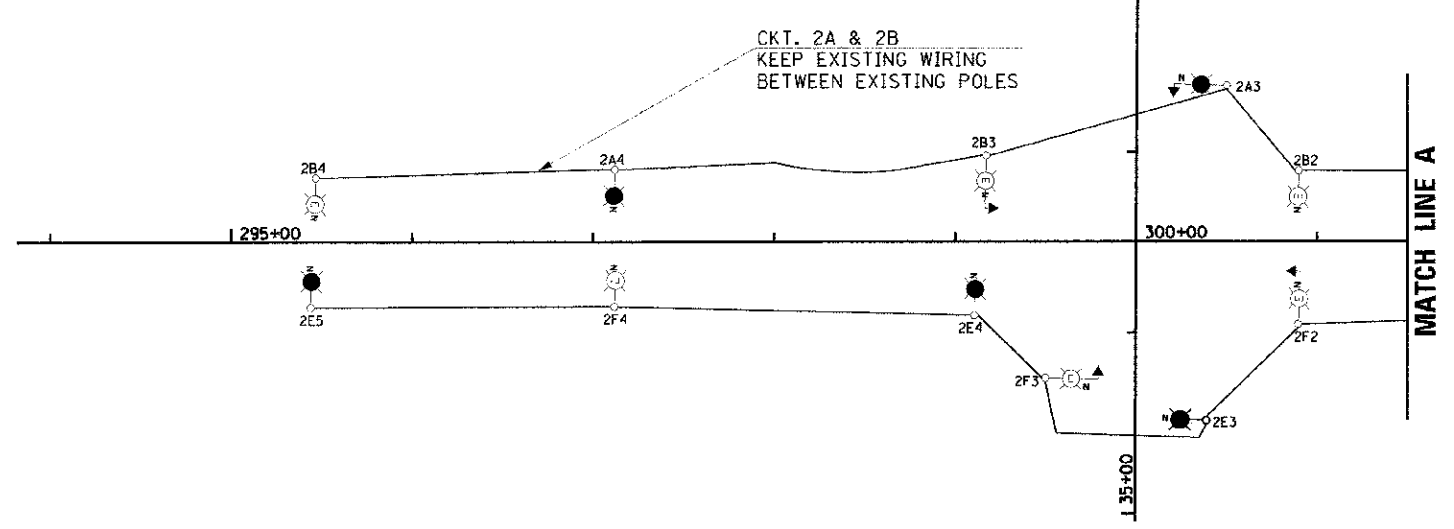 CKT. 2A & 2B
KEEP EXISTING WIRING
BETWEEN EXISTING POLES
N
2A3
2B3
2B4
2A4
2B2
E
N
E
N
N
E
N
MATCH LINE A
295+00
300+00
N
N
N
N
E
2E5
2F4
2E4
2F2
2F3
E
N
N
2E3
135+00